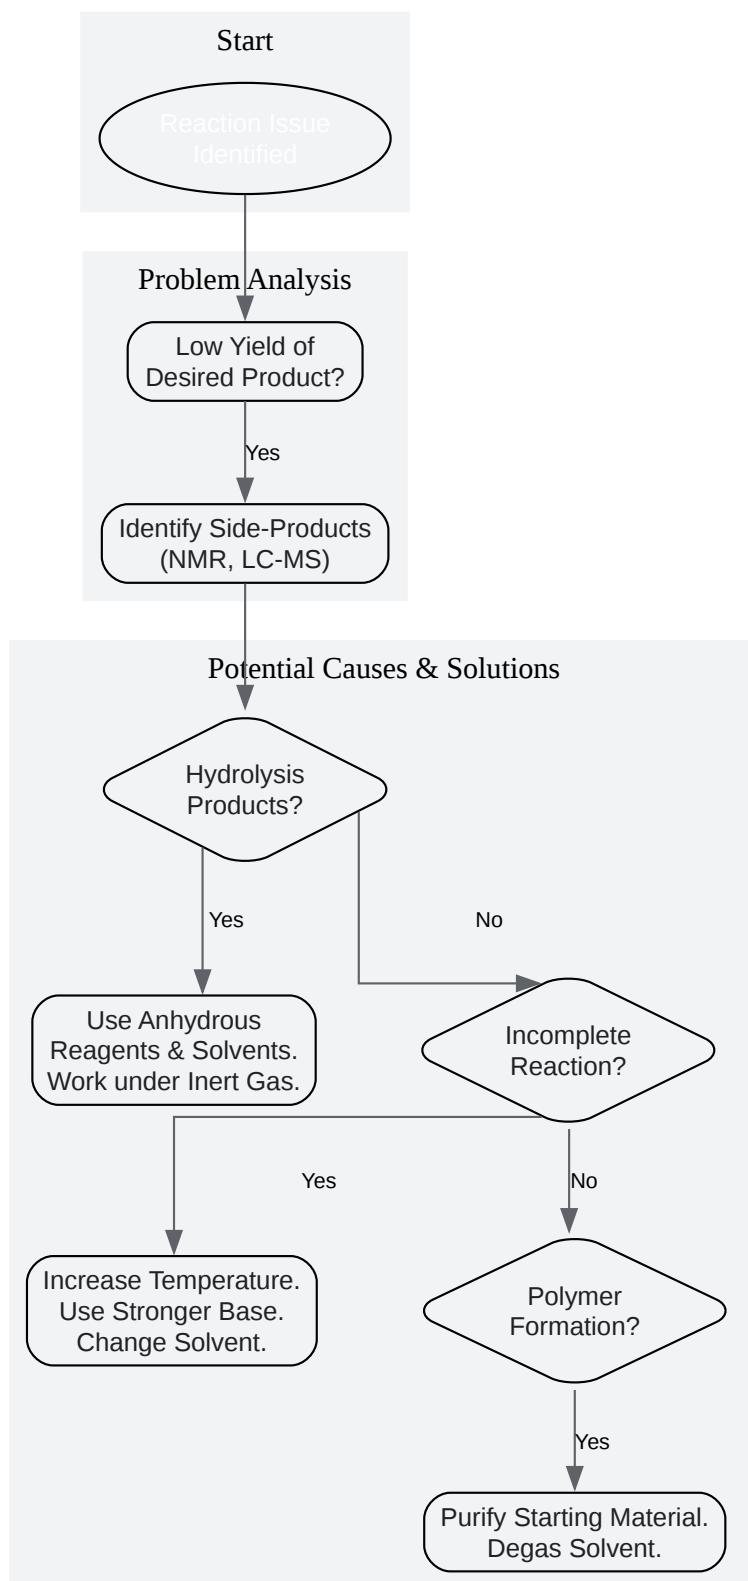 Start
Reaction Issue
Identified
Problem Analysis
Low Yield of
Desired Product?
Yes
Identify Side-Products
(NMR, LC-MS)
Potential Causes & Solutions
Hydrolysis
Products?
Yes
No
Use Anhydrous
Reagents & Solvents.
Work under Inert Gas.
Incomplete
Reaction?
Yes
No
Increase Temperature.
Use Stronger Base.
Change Solvent.
Polymer
Formation?
Yes
Purify Starting Material.
Degas Solvent.